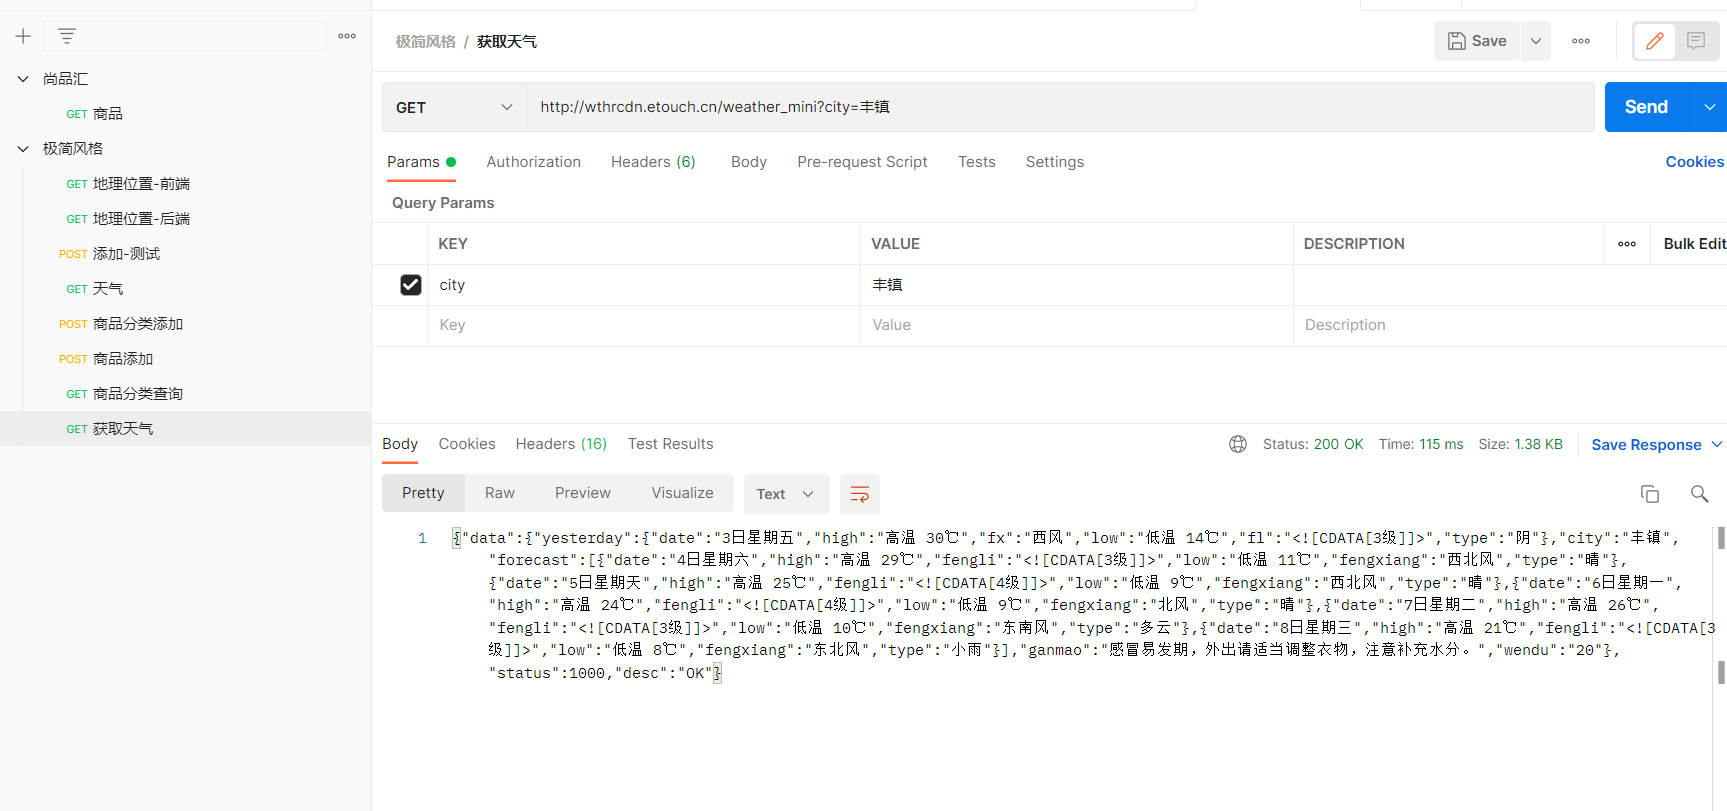 尚品汇
GET 商品
极简风格
GET 地理位置-前端
GET 地理位置-后端
POST 添加-测试
GET 天气
POST 商品分类添加
POST 商品添加
GET 商品分类查询
GET 获取天气
极简风格 / 获取天气
Save
GET http://wthrcdn.etouch.cn/weather_mini?city=丰镇
Send
Params Authorization Headers (6) Body Pre-request Script Tests Settings Cookies
Query Params
KEY VALUE DESCRIPTION Bulk Edit
city 丰镇
Key Value Description
Body Cookies Headers (16) Test Results Status: 200 OK Time: 115 ms Size: 1.38 KB Save Response
Pretty Raw Preview Visualize Text
1 {"data":{"yesterday":{"date":"3日星期五","high":"高温 30℃","fx":"西风","low":"低温 14℃","fl":"<![CDATA[3级]]>","type":"阴"},"city":"丰镇",
"forecast":[{"date":"4日星期六","high":"高温 29℃","fengli":"<![CDATA[3级]]>","low":"低温 11℃","fengxiang":"西北风","type":"晴"},
{"date":"5日星期天","high":"高温 25℃","fengli":"<![CDATA[4级]]>","low":"低温 9℃","fengxiang":"西北风","type":"晴"},{"date":"6日星期一",
"high":"高温 24℃","fengli":"<![CDATA[4级]]>","low":"低温 9℃","fengxiang":"北风","type":"晴"},{"date":"7日星期二","high":"高温 26℃",
"fengli":"<![CDATA[3级]]>","low":"低温 10℃","fengxiang":"东南风","type":"多云"},{"date":"8日星期三","high":"高温 21℃","fengli":"<![CDATA[3
级]]>","low":"低温 8℃","fengxiang":"东北风","type":"小雨"}],"ganmao":"感冒易发期，外出请适当调整衣物，注意补充水分。","wendu":"20"},
"status":1000,"desc":"OK"}